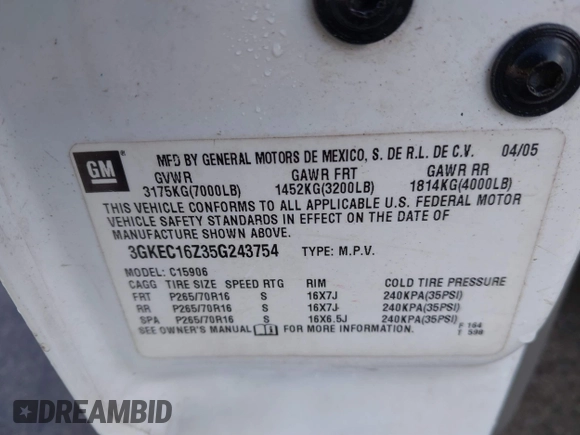 GM
MFD BY GENERAL MOTORS DE MEXICO, S. DE R.L. DE C.V. 04/05
GVWR GAWR FRT GAWR RR
3175KG(7000LB) 1452KG(3200LB) 1814KG(4000LB)
THIS VEHICLE CONFORMS TO ALL APPLICABLE U.S. FEDERAL MOTOR
VEHICLE SAFETY STANDARDS IN EFFECT ON THE DATE OF
MANUFACTURE SHOWN ABOVE.
3GKEC16Z35G243754 TYPE: M.P.V.
MODEL: C15906
CAGG TIRE SIZE SPEED RTG RIM COLD TIRE PRESSURE
FRT P265/70R16 S 16X7J 240KPA(35PSI)
RR P265/70R16 S 16X7J 240KPA(35PSI)
SPA P265/70R16 S 16X6.5J 240KPA(35PSI)
SEE OWNER'S MANUAL FOR MORE INFORMATION
P 164
T 598
DREAMBID